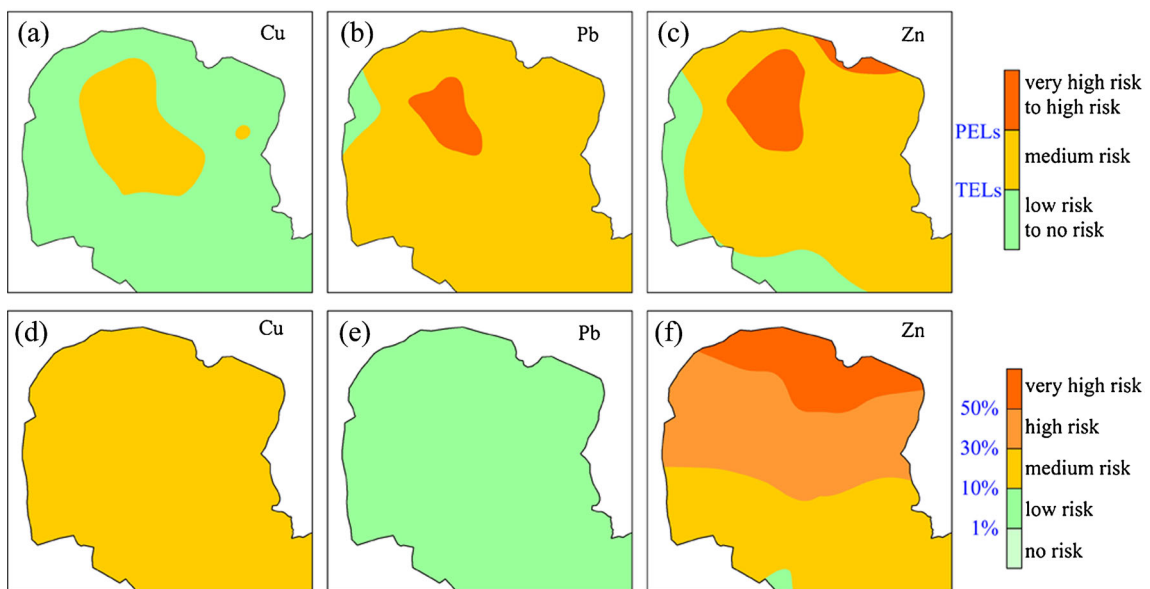 (a) Cu
(b) Pb
(c) Zn
very high risk
to high risk
PELs
medium risk
TELs
low risk
to no risk
(d) Cu
(e) Pb
(f) Zn
very high risk
50%
high risk
30%
medium risk
10%
low risk
1%
no risk